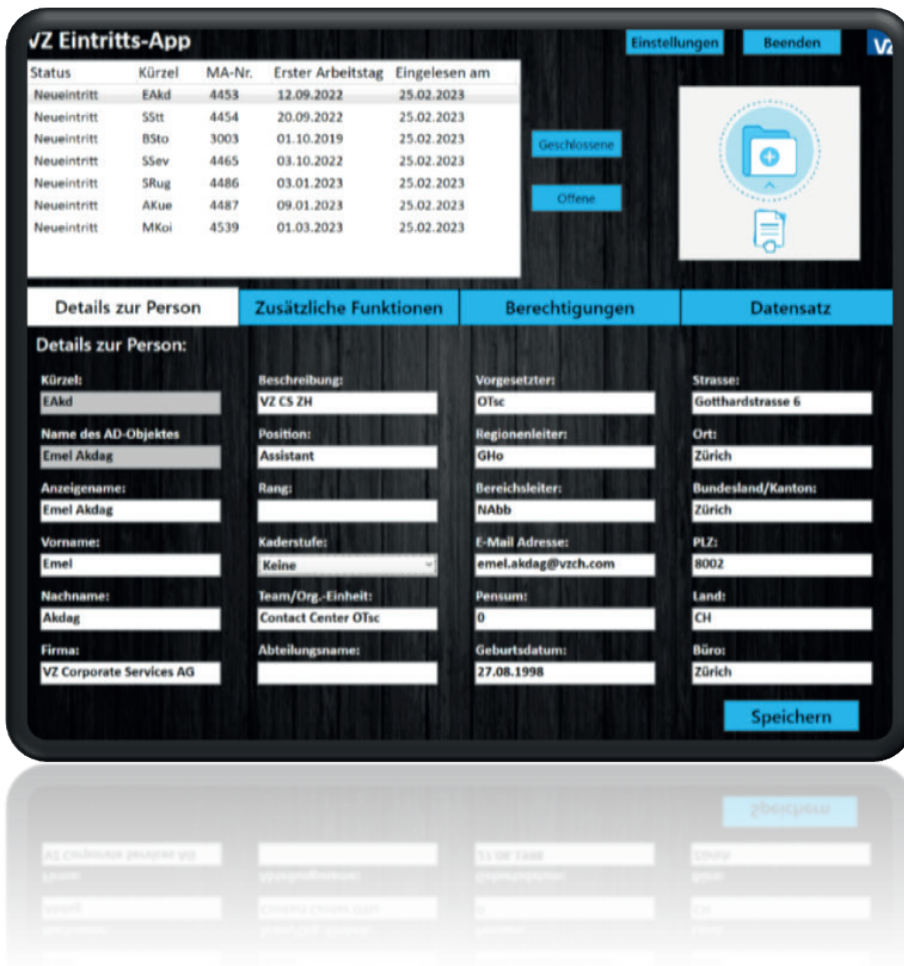 VZ Eintritts-App
Einstellungen Beenden VZ
Status Kürzel MA-Nr. Erster Arbeitstag Eingelesen am
Neueintritt EAkd 4453 12.09.2022 25.02.2023
Neueintritt SStt 4454 20.09.2022 25.02.2023
Neueintritt BSto 3003 01.10.2019 25.02.2023
Neueintritt SSev 4465 03.10.2022 25.02.2023
Neueintritt SRug 4486 03.01.2023 25.02.2023
Neueintritt AKue 4487 09.01.2023 25.02.2023
Neueintritt MKoi 4539 01.03.2023 25.02.2023
Geschlossene
Offene
Details zur Person Zusätzliche Funktionen Berechtigungen Datensatz
Details zur Person:
Kürzel: Beschreibung: Vorgesetzter: Strasse:
EAkd VZ CS ZH OTsc Gotthardstrasse 6
Name des AD-Objektes Position: Regionenleiter: Ort:
Emel Akdag Assistant GHo Zürich
Anzeigename: Rang: Bereichsleiter: Bundesland/Kanton:
Emel Akdag NAbb Zürich
Vorname: Kaderstufe: E-Mail Adresse: PLZ:
Emel Keine emel.akdag@vzch.com 8002
Nachname: Team/Org.-Einheit: Pensum: Land:
Akdag Contact Center OTsc 0 CH
Firma: Abteilungsname: Geburtsdatum: Büro:
VZ Corporate Services AG 27.08.1998 Zürich
Speichern